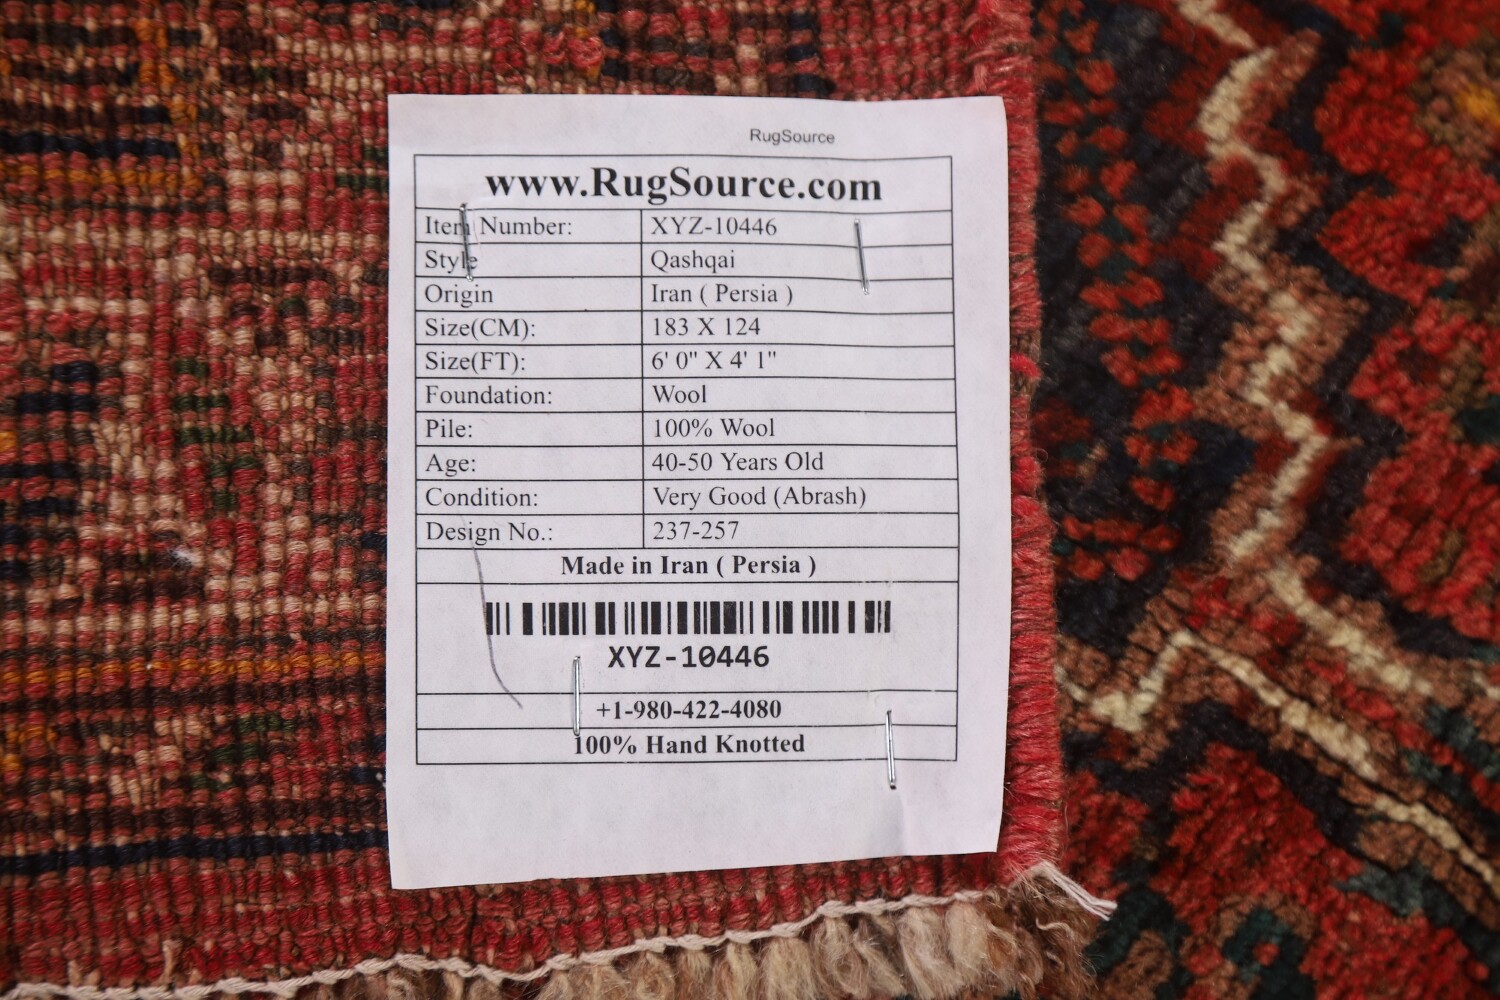 RugSource
www.RugSource.com
Item Number: XYZ-10446
Style Qashqai
Origin Iran ( Persia )
Size(CM): 183 X 124
Size(FT): 6' 0" X 4' 1"
Foundation: Wool
Pile: 100% Wool
Age: 40-50 Years Old
Condition: Very Good (Abrash)
Design No.: 237-257
Made in Iran ( Persia )
XYZ-10446
+1-980-422-4080
100% Hand Knotted